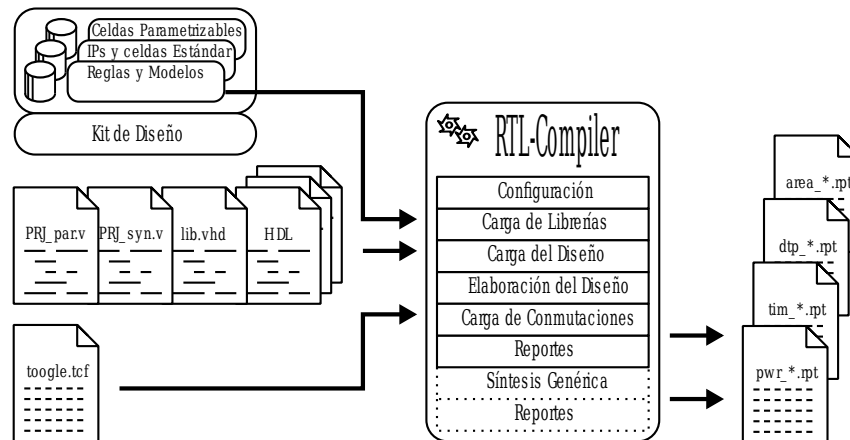 Celdas Parametrizables
IPs y celdas Estándar
Reglas y Modelos
Kit de Diseño
PRJ_par.v
PRJ_syn.v
lib.vhd
HDL
toogle.tcf
RTL-Compiler
Configuración
Carga de Librerías
Carga del Diseño
Elaboración del Diseño
Carga de Conmutaciones
Reportes
Síntesis Genérica
Reportes
area_*.rpt
dtp_*.rpt
tim_*.rpt
pwr_*.rpt